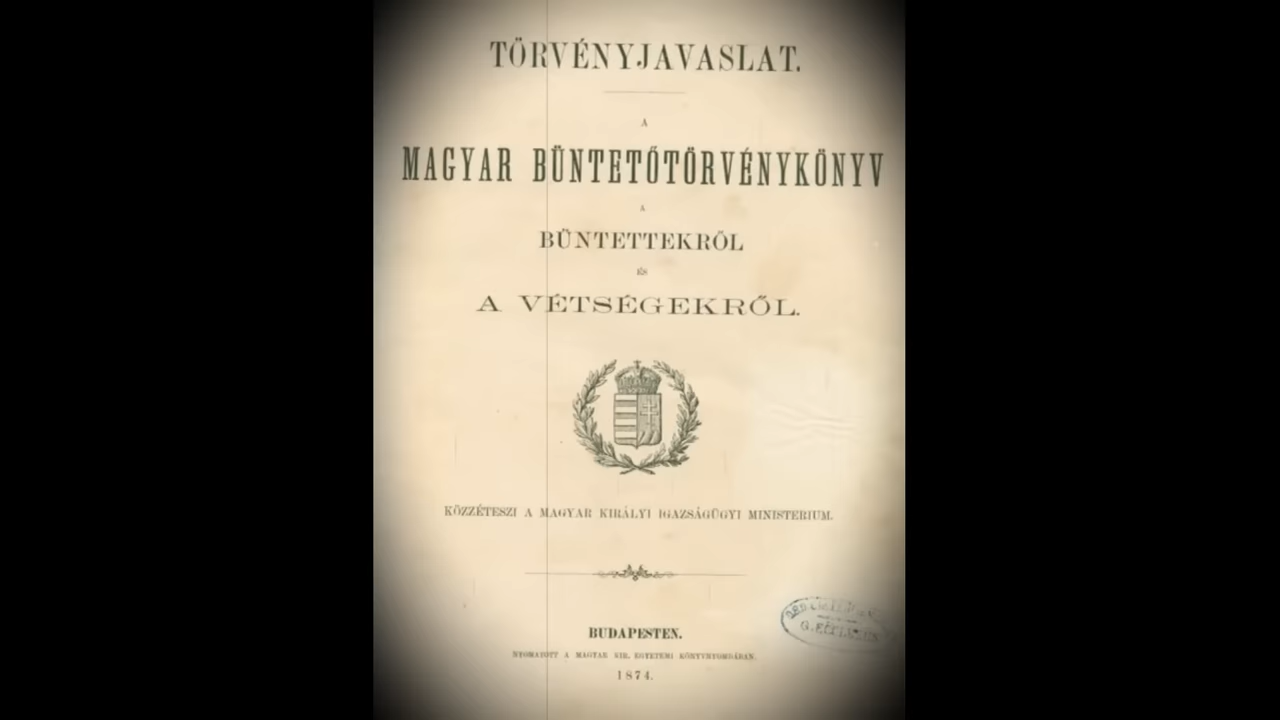 TÖRVÉNYJAVASLAT.
A
MAGYAR BÜNTETŐTÖRVÉNYKÖNYV
A
BÜNTETTEKRŐL
ÉS
A VÉTSÉGEKRŐL.
KÖZZÉTESZI A MAGYAR KIRÁLYI IGAZSÁGÜGYI MINISTERIUM.
BUDAPESTEN.
NYOMATOTT A MAGYAR KIR. EGYETEMI KÖNYVNYOMDÁBAN.
1874.